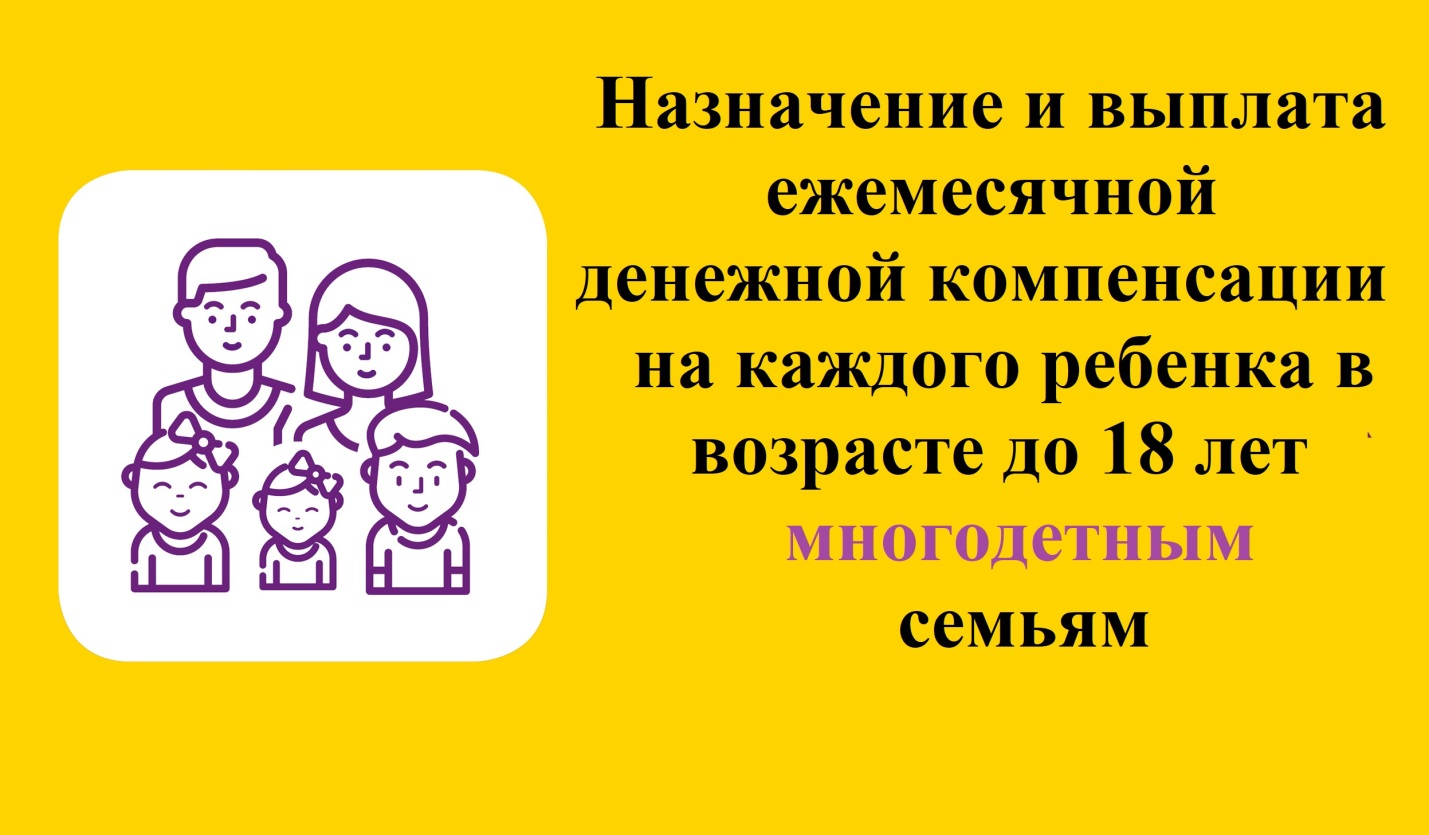 Назначение и выплата
ежемесячной
денежной компенсации
на каждого ребенка в
возрасте до 18 лет
многодетным
семьям